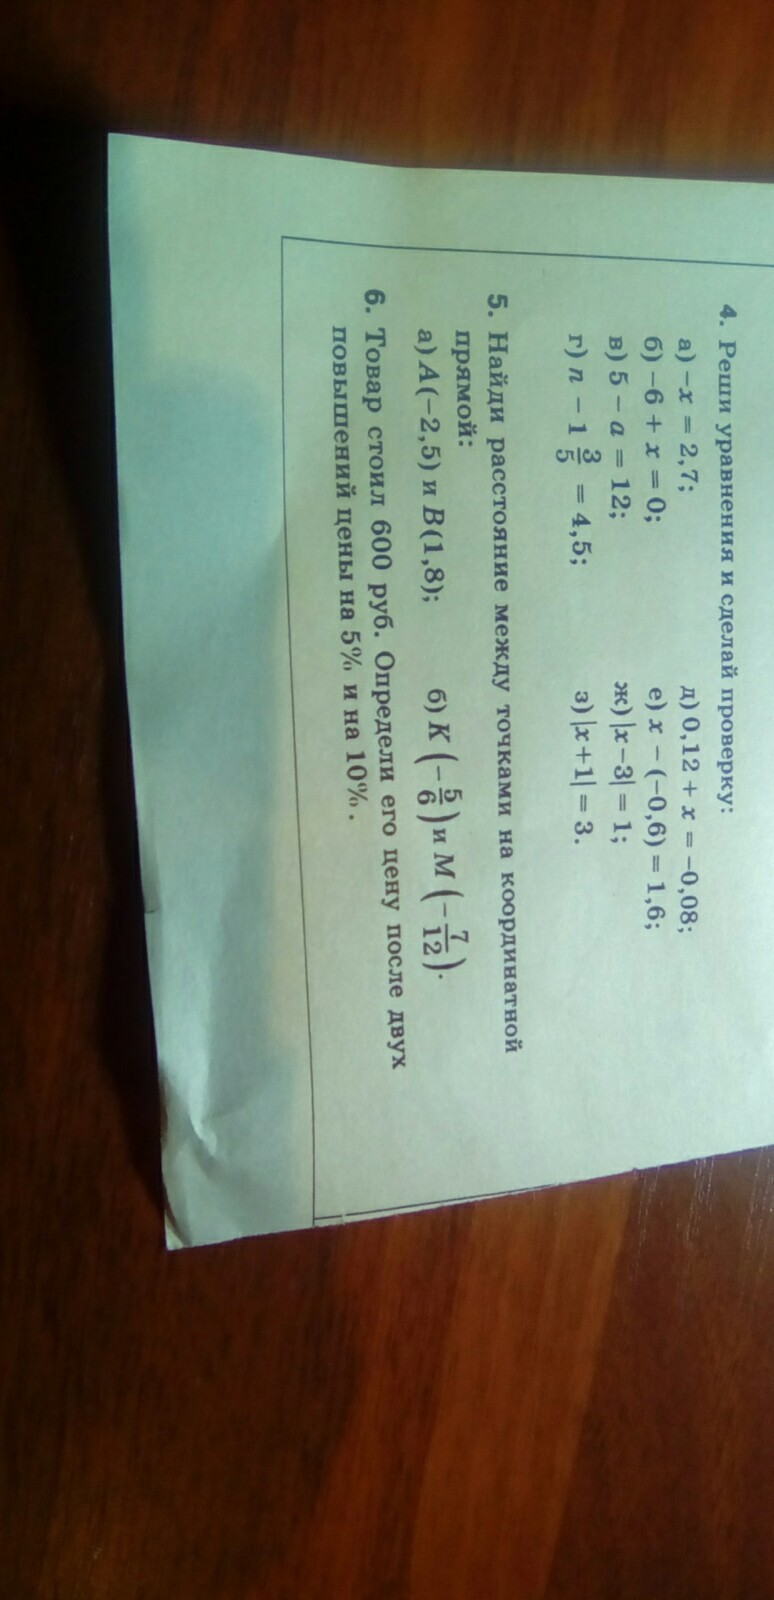 4. Реши уравнения и сделай проверку:
а) −x = 2,7; д) 0,12 + x = −0,08;
б) −6 + x = 0; е) x − (−0,6) = 1,6;
в) 5 − a = 12; ж) |x−3| = 1;
г) n − 1 3/5 = 4,5; з) |x+1| = 3.
5. Найди расстояние между точками на координатной
прямой:
а) A(−2,5) и B(1,8); б) K (−5/6) и M (−7/12).
6. Товар стоил 600 руб. Определи его цену после двух
повышений цены на 5% и на 10%.